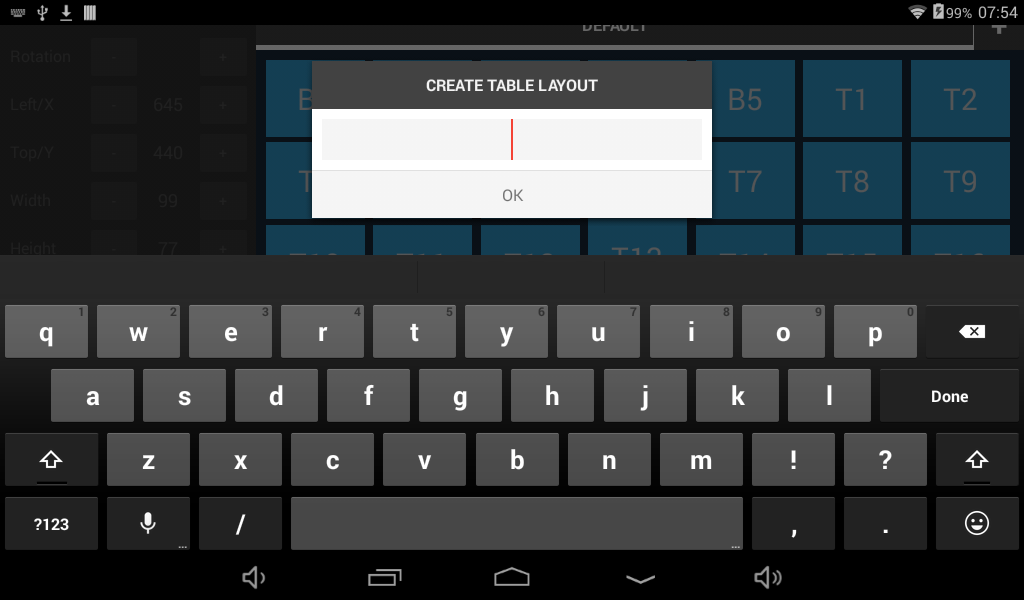 99% 07:54
DEFAULT +
Rotation - +
Left/X - 645 +
Top/Y - 440 +
Width - 99 +
Height - 77 +
CREATE TABLE LAYOUT
OK
B5 T1 T2
T7 T8 T9
q 1 w 2 e 3 r 4 t 5 y 6 u 7 i 8 o 9 p 0
a s d f g h j k l Done
z x c v b n m ! ?
?123 / ... , . ...